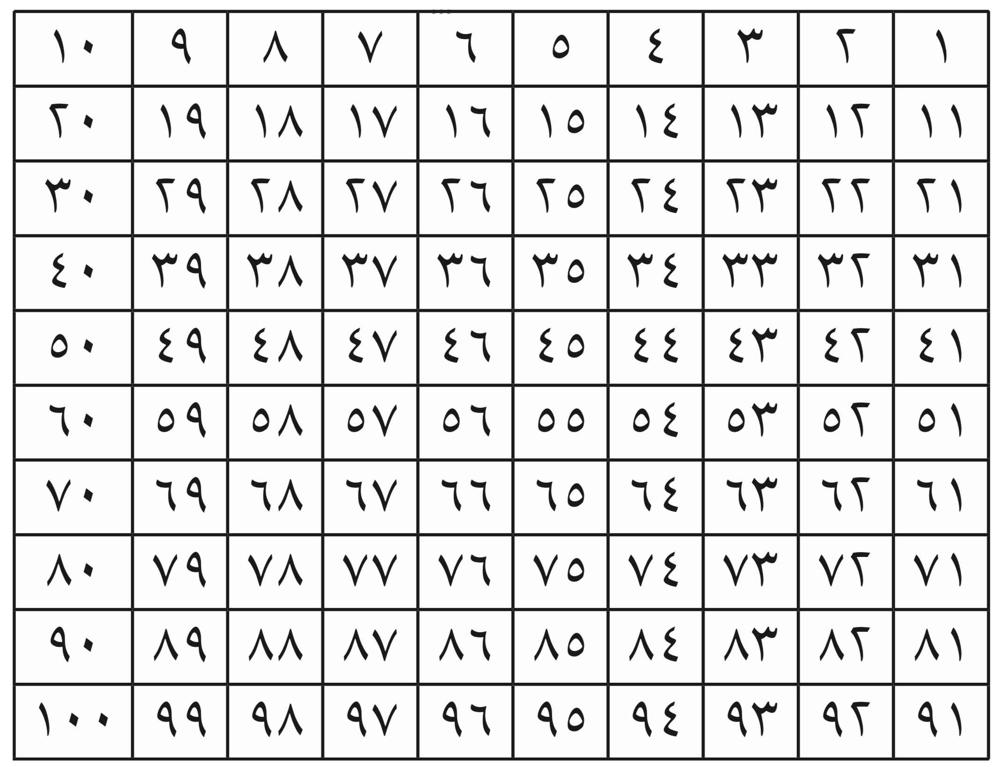 ١ ٢ ٣ ٤ ٥ ٦ ٧ ٨ ٩ ١٠
١١ ١٢ ١٣ ١٤ ١٥ ١٦ ١٧ ١٨ ١٩ ٢٠
٢١ ٢٢ ٢٣ ٢٤ ٢٥ ٢٦ ٢٧ ٢٨ ٢٩ ٣٠
٣١ ٣٢ ٣٣ ٣٤ ٣٥ ٣٦ ٣٧ ٣٨ ٣٩ ٤٠
٤١ ٤٢ ٤٣ ٤٤ ٤٥ ٤٦ ٤٧ ٤٨ ٤٩ ٥٠
٥١ ٥٢ ٥٣ ٥٤ ٥٥ ٥٦ ٥٧ ٥٨ ٥٩ ٦٠
٦١ ٦٢ ٦٣ ٦٤ ٦٥ ٦٦ ٦٧ ٦٨ ٦٩ ٧٠
٧١ ٧٢ ٧٣ ٧٤ ٧٥ ٧٦ ٧٧ ٧٨ ٧٩ ٨٠
٨١ ٨٢ ٨٣ ٨٤ ٨٥ ٨٦ ٨٧ ٨٨ ٨٩ ٩٠
٩١ ٩٢ ٩٣ ٩٤ ٩٥ ٩٦ ٩٧ ٩٨ ٩٩ ١٠٠